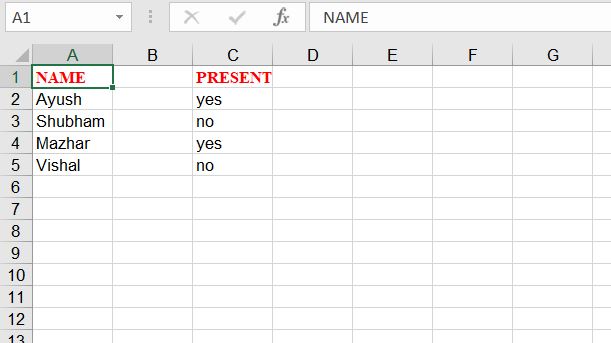 A1 fx NAME
A B C D E F G
1 NAME PRESENT
2 Ayush yes
3 Shubham no
4 Mazhar yes
5 Vishal no
6
7
8
9
10
11
12
13